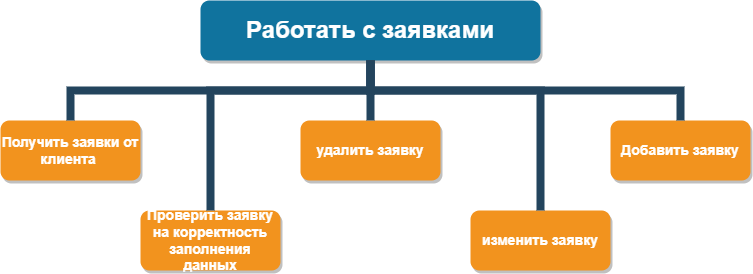 Работать с заявками
Получить заявки от
клиента
удалить заявку
Добавить заявку
Проверить заявку
на корректность
заполнения
данных
изменить заявку